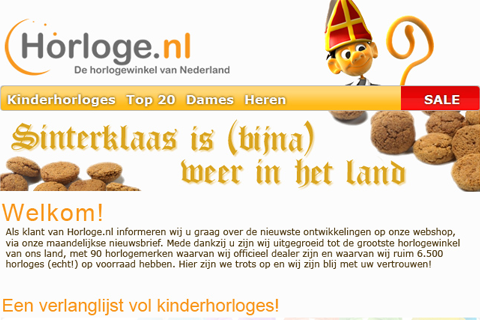 Horloge.nl
De horlogewinkel van Nederland
Kinderhorloges Top 20 Dames Heren SALE
Sinterklaas is (bijna)
weer in het land
Welkom!
Als klant van Horloge.nl informeren wij u graag over de nieuwste ontwikkelingen op onze webshop,
via onze maandelijkse nieuwsbrief. Mede dankzij u zijn wij uitgegroeid tot de grootste horlogewinkel
van ons land, met 90 horlogemerken waarvan wij officieel dealer zijn en waarvan wij ruim 6.500
horloges (echt!) op voorraad hebben. Hier zijn we trots op en wij zijn blij met uw vertrouwen!
Een verlanglijst vol kinderhorloges!